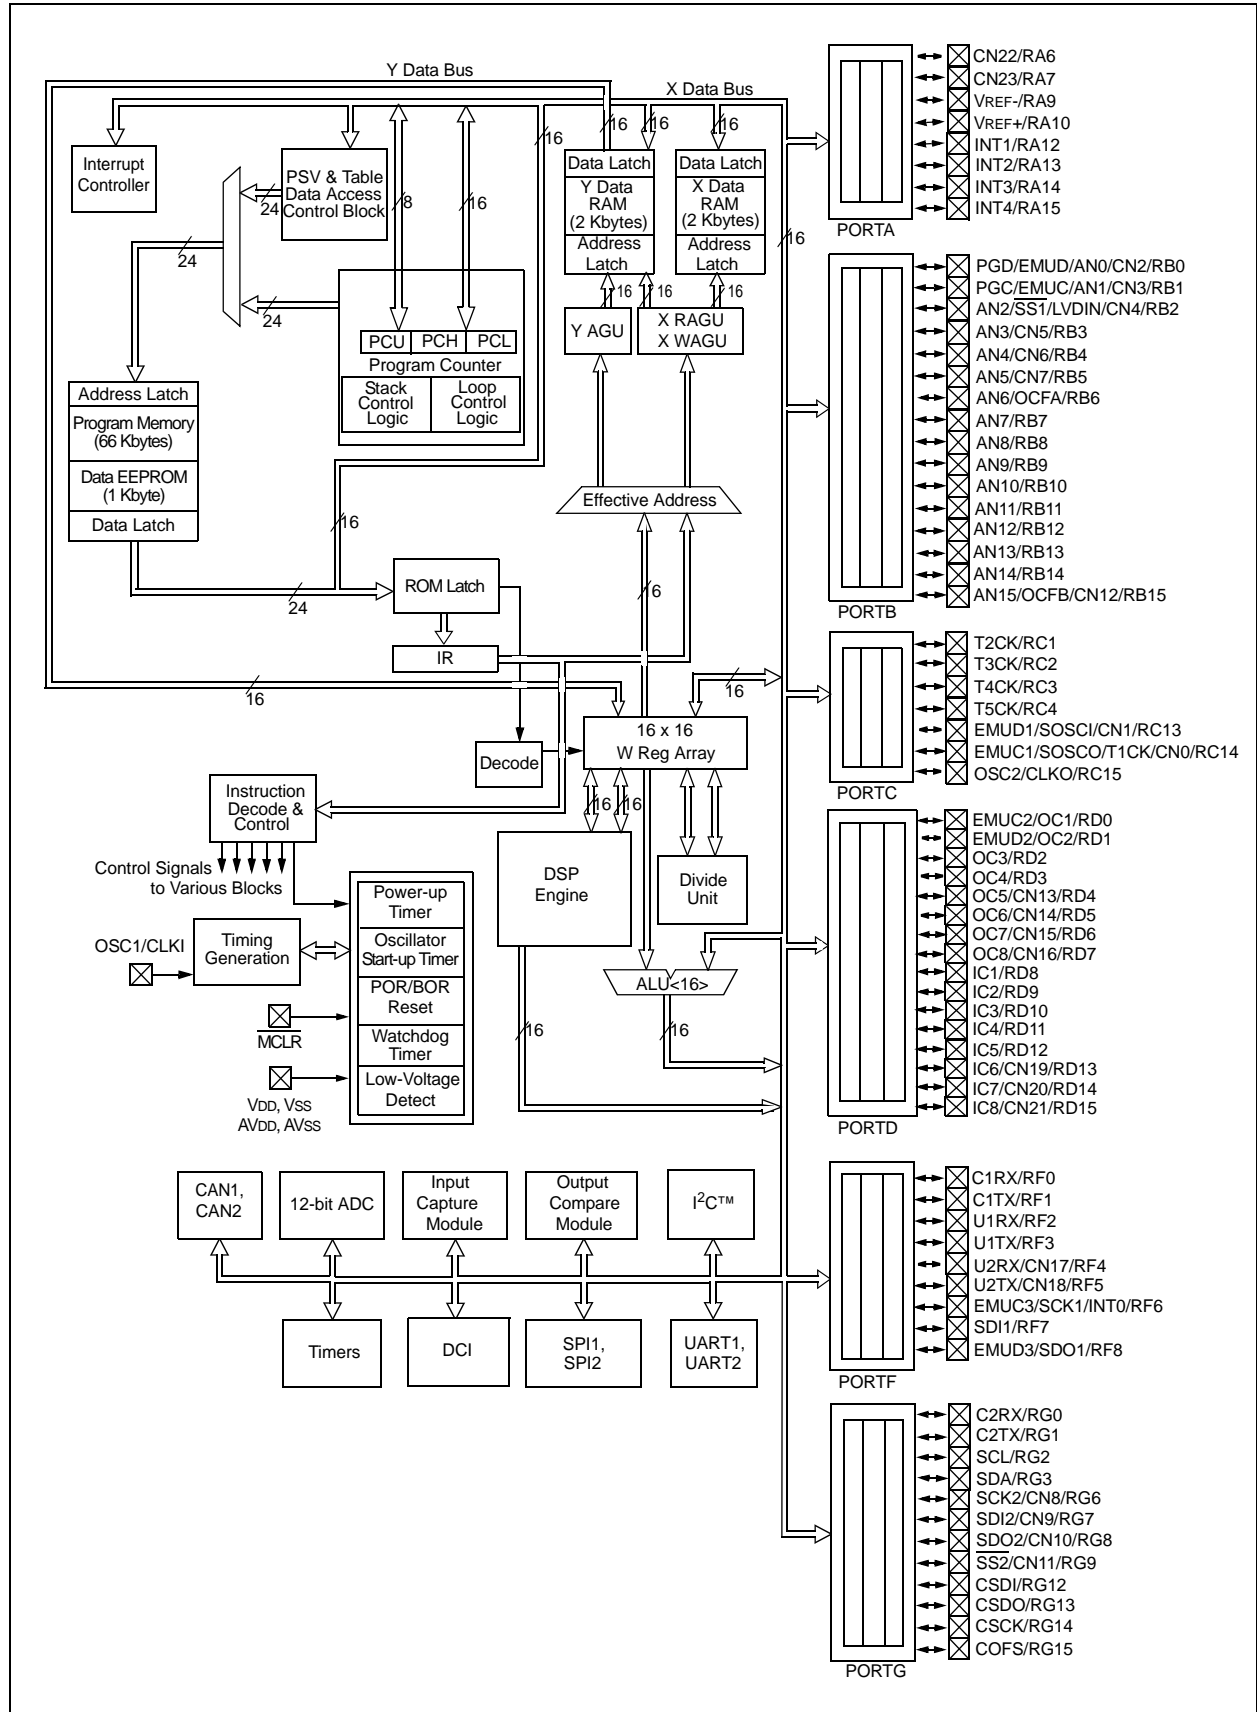 Y Data Bus
X Data Bus
16
16
16
16
Interrupt
Controller
PSV & Table
Data Access
Control Block
24
24
24
8
16
Data Latch
Y Data
RAM
(2 Kbytes)
Address
Latch
Data Latch
X Data
RAM
(2 Kbytes)
Address
Latch
16
16
16
16
Y AGU
X RAGU
X WAGU
PCU
PCH
PCL
Program Counter
Stack
Control
Logic
Loop
Control
Logic
Address Latch
Program Memory
(66 Kbytes)
Data EEPROM
(1 Kbyte)
Data Latch
16
24
Effective Address
ROM Latch
16
IR
16
16
16 x 16
W Reg Array
Decode
Instruction
Decode &
Control
16
16
Control Signals
to Various Blocks
DSP
Engine
Divide
Unit
Power-up
Timer
Oscillator
Start-up Timer
POR/BOR
Reset
Watchdog
Timer
Low-Voltage
Detect
OSC1/CLKI
Timing
Generation
MCLR
VDD, VSS
AVDD, AVSS
ALU<16>
16
16
CAN1,
CAN2
12-bit ADC
Input
Capture
Module
Output
Compare
Module
I²C™
Timers
DCI
SPI1,
SPI2
UART1,
UART2
CN22/RA6
CN23/RA7
VREF-/RA9
VREF+/RA10
INT1/RA12
INT2/RA13
INT3/RA14
INT4/RA15
PORTA
PGD/EMUD/AN0/CN2/RB0
PGC/EMUC/AN1/CN3/RB1
AN2/SS1/LVDIN/CN4/RB2
AN3/CN5/RB3
AN4/CN6/RB4
AN5/CN7/RB5
AN6/OCFA/RB6
AN7/RB7
AN8/RB8
AN9/RB9
AN10/RB10
AN11/RB11
AN12/RB12
AN13/RB13
AN14/RB14
AN15/OCFB/CN12/RB15
PORTB
T2CK/RC1
T3CK/RC2
T4CK/RC3
T5CK/RC4
EMUD1/SOSCI/CN1/RC13
EMUC1/SOSCO/T1CK/CN0/RC14
OSC2/CLKO/RC15
PORTC
EMUC2/OC1/RD0
EMUD2/OC2/RD1
OC3/RD2
OC4/RD3
OC5/CN13/RD4
OC6/CN14/RD5
OC7/CN15/RD6
OC8/CN16/RD7
IC1/RD8
IC2/RD9
IC3/RD10
IC4/RD11
IC5/RD12
IC6/CN19/RD13
IC7/CN20/RD14
IC8/CN21/RD15
PORTD
C1RX/RF0
C1TX/RF1
U1RX/RF2
U1TX/RF3
U2RX/CN17/RF4
U2TX/CN18/RF5
EMUC3/SCK1/INT0/RF6
SDI1/RF7
EMUD3/SDO1/RF8
PORTF
C2RX/RG0
C2TX/RG1
SCL/RG2
SDA/RG3
SCK2/CN8/RG6
SDI2/CN9/RG7
SDO2/CN10/RG8
SS2/CN11/RG9
CSDI/RG12
CSDO/RG13
CSCK/RG14
COFS/RG15
PORTG